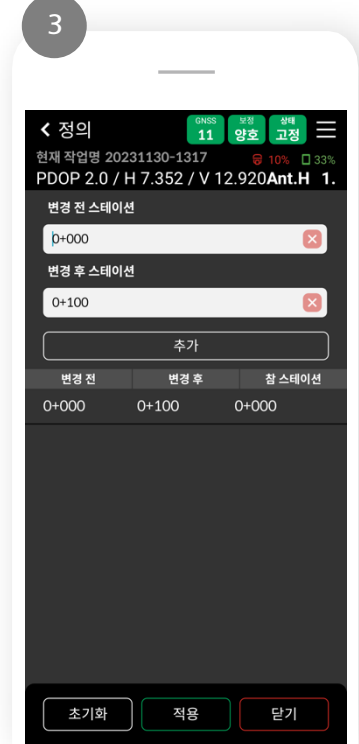 3
정의
GNSS 11 보정 양호 상태 고정
현재 작업명 20231130-1317 10% 33%
PDOP 2.0 / H 7.352 / V 12.920Ant.H 1.
변경 전 스테이션
0+000
변경 후 스테이션
0+100
추가
변경 전 변경 후 참 스테이션
0+000 0+100 0+000
초기화 적용 닫기